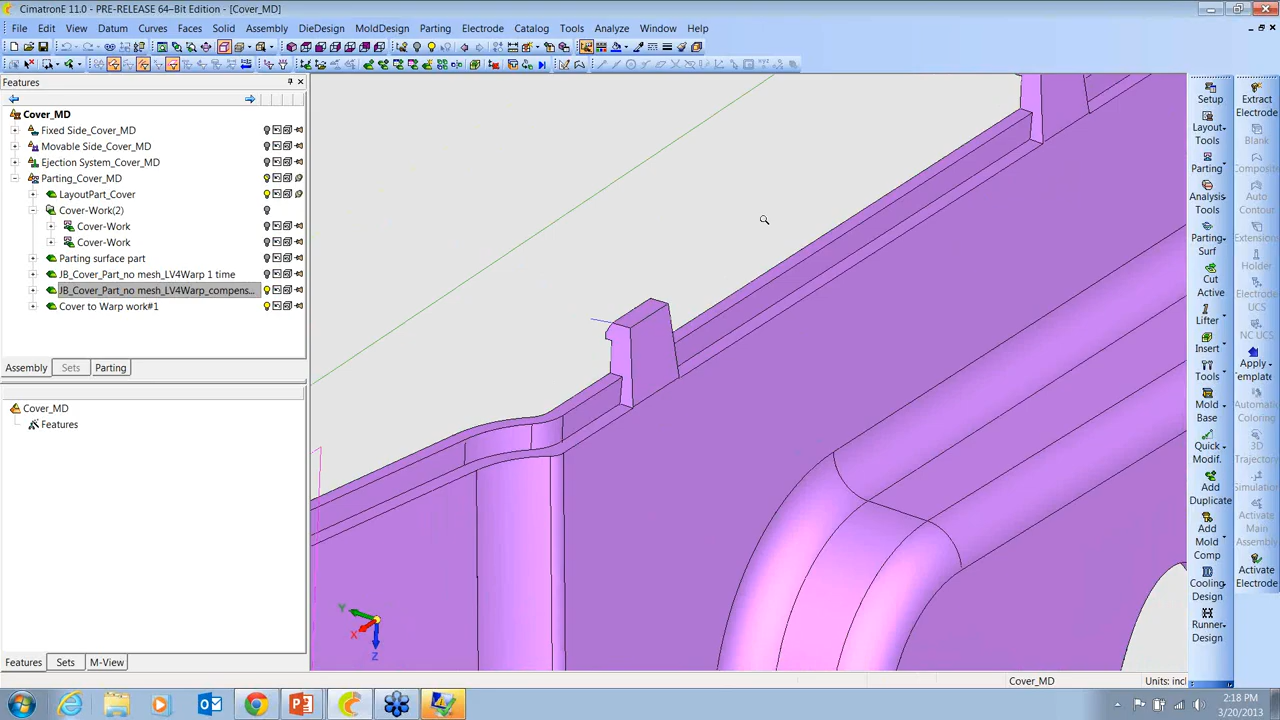 CimatronE 11.0 - PRE-RELEASE 64–Bit Edition - [Cover_MD]
File Edit View Datum Curves Faces Solid Assembly DieDesign MoldDesign Parting Electrode Catalog Tools Analyze Window Help
Features
Cover_MD
Fixed Side_Cover_MD
Movable Side_Cover_MD
Ejection System_Cover_MD
Parting_Cover_MD
LayoutPart_Cover
Cover-Work(2)
Cover-Work
Cover-Work
Parting surface part
JB_Cover_Part_no mesh_LV4Warp 1 time
JB_Cover_Part_no mesh_LV4Warp_compens...
Cover to Warp work#1
Assembly Sets Parting
Cover_MD
Features
Features Sets M-View
Y
X
Z
Setup
Layout
Tools
Parting
Analysis
Tools
Parting
Surf
Cut
Active
Lifter
Insert
Tools
Mold
Base
Quick
Modif.
Add
Duplicate
Add
Mold
Comp
Cooling
Design
Runner
Design
Extract
Electrode
Blank
Composite
Auto
Contour
Extension
Holder
Electrode
UCS
NC UCS
Apply
Template
Automatic
Coloring
3D
Trajectory
Simulation
Activate
Main
Assembly
Activate
Electrode
Cover_MD
Units: incl
2:18 PM
3/20/2013